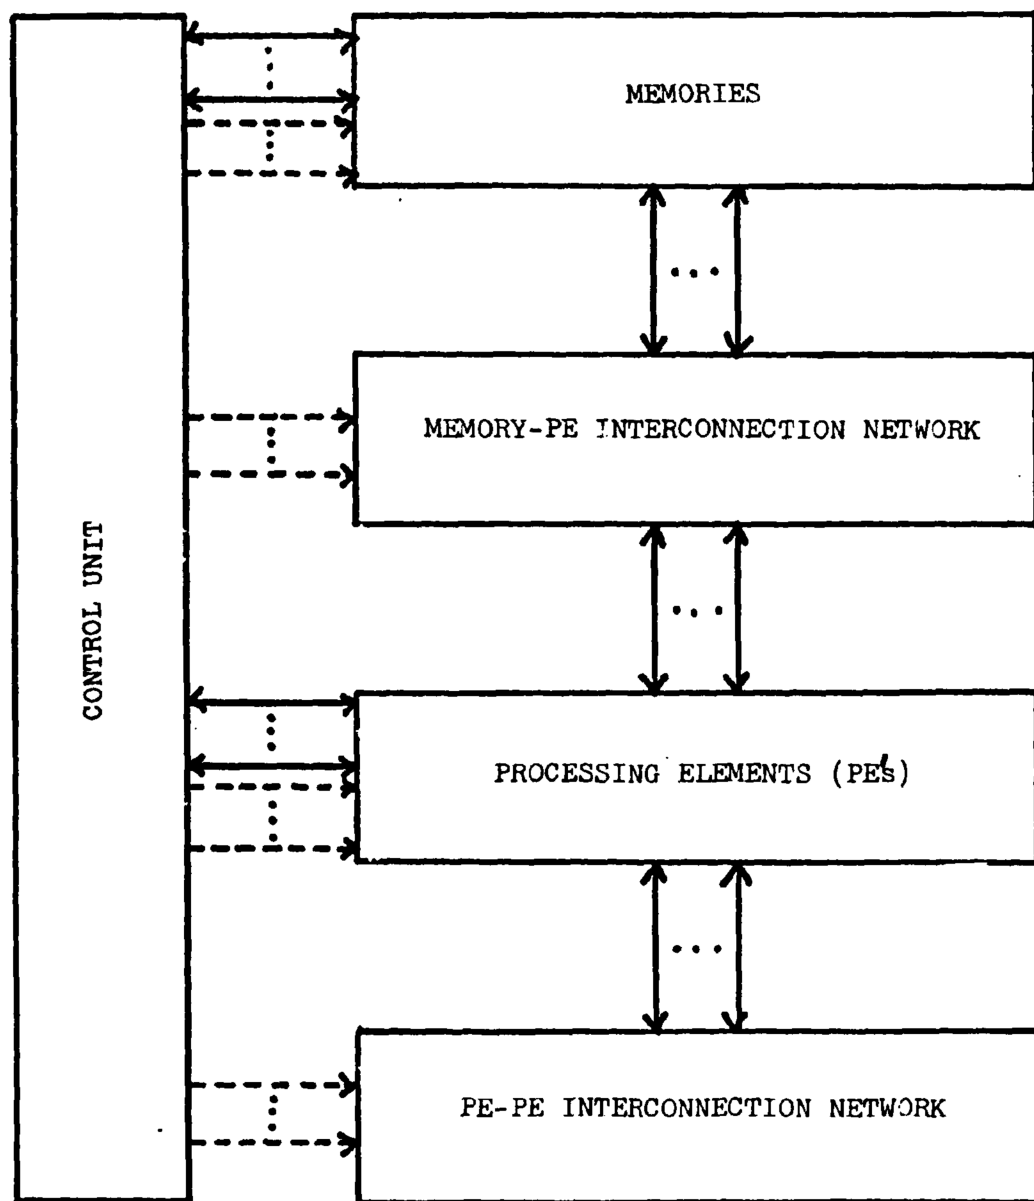 MEMORIES
MEMORY-PE INTERCONNECTION NETWORK
CONTROL UNIT
PROCESSING ELEMENTS (PE's)
PE-PE INTERCONNECTION NETWORK